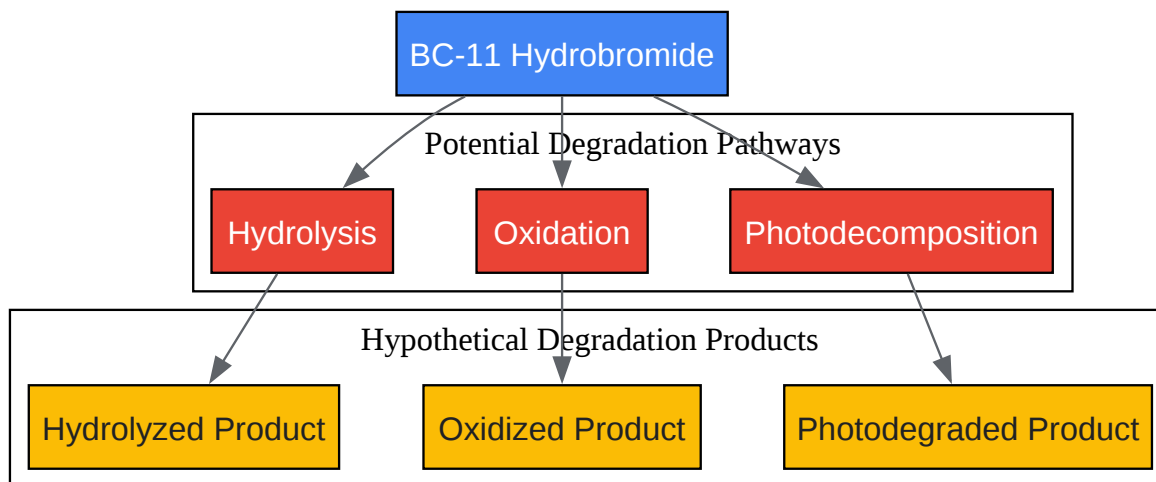 BC-11 Hydrobromide
Potential Degradation Pathways
Hydrolysis
Oxidation
Photodecomposition
Hypothetical Degradation Products
Hydrolyzed Product
Oxidized Product
Photodegraded Product